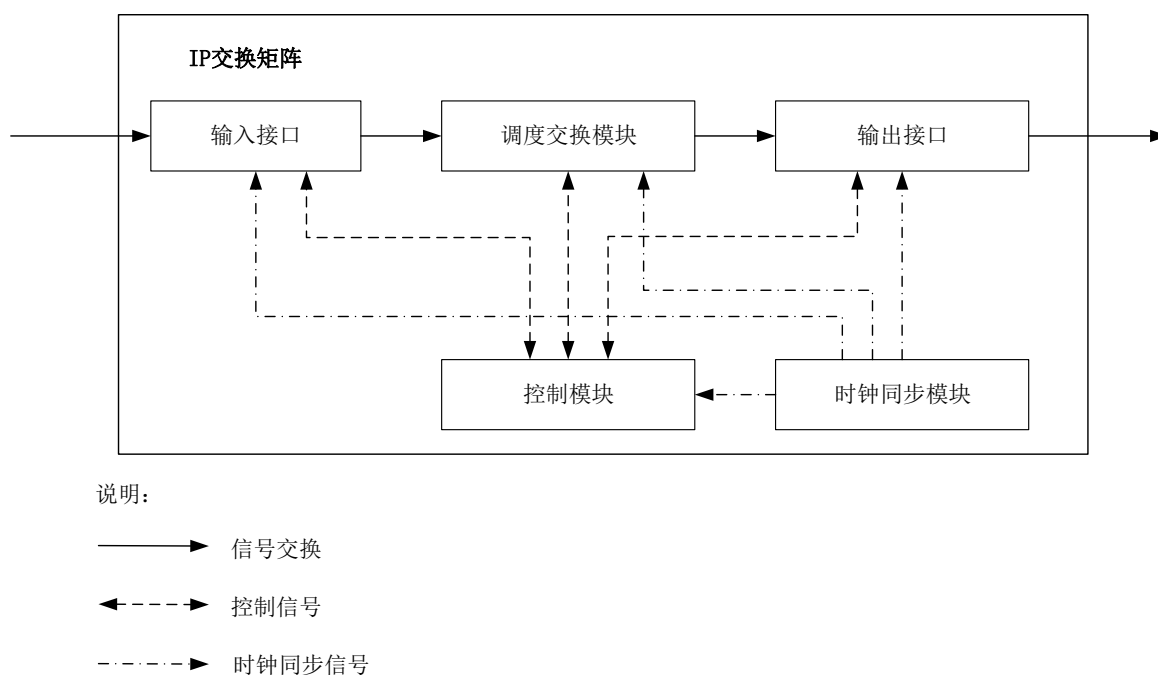 IP交换矩阵
输入接口
调度交换模块
输出接口
控制模块
时钟同步模块
说明：
信号交换
控制信号
时钟同步信号